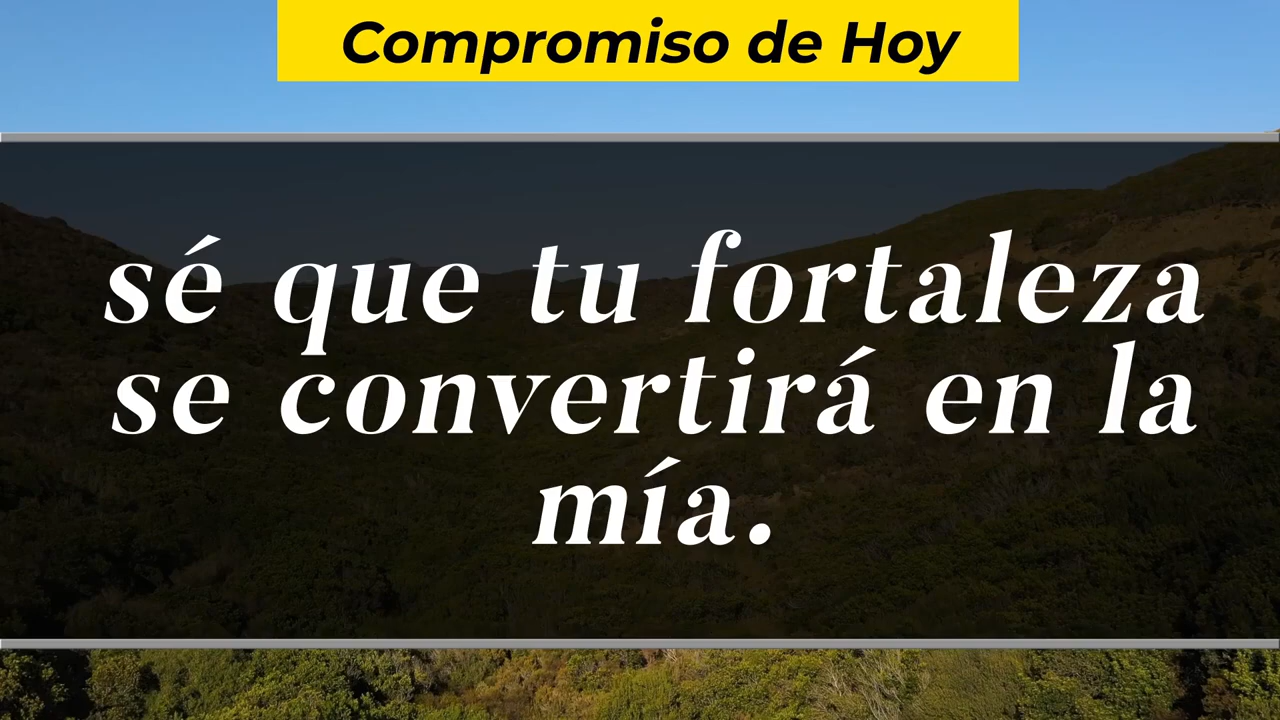 Compromiso de Hoy
sé que tu fortaleza
se convertirá en la
mía.